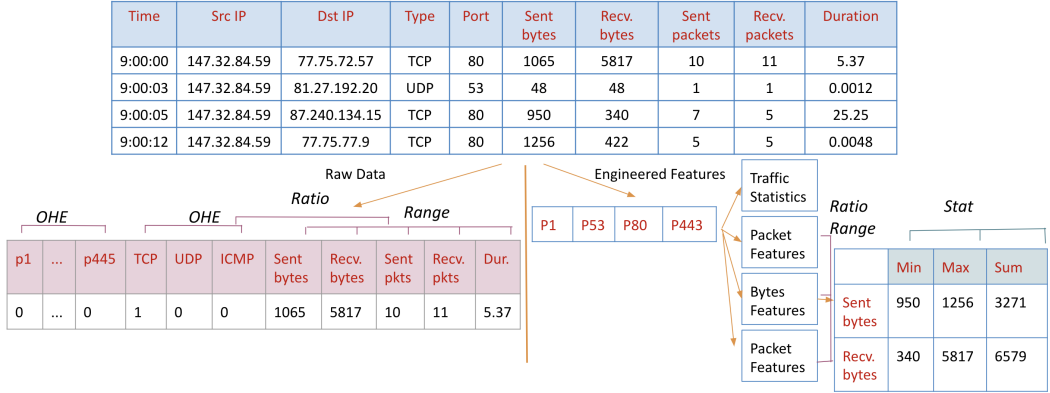 Time Src IP Dst IP Type Port Sent bytes Recv. bytes Sent packets Recv. packets Duration
9:00:00 147.32.84.59 77.75.72.57 TCP 80 1065 5817 10 11 5.37
9:00:03 147.32.84.59 81.27.192.20 UDP 53 48 48 1 1 0.0012
9:00:05 147.32.84.59 87.240.134.15 TCP 80 950 340 7 5 25.25
9:00:12 147.32.84.59 77.75.77.9 TCP 80 1256 422 5 5 0.0048
Raw Data
Engineered Features
OHE OHE Ratio Range
p1 ... p445 TCP UDP ICMP Sent bytes Recv. bytes Sent pkts Recv. pkts Dur.
0 ... 0 1 0 0 1065 5817 10 11 5.37
P1 P53 P80 P443
Traffic
Statistics
Packet
Features
Bytes
Features
Packet
Features
Ratio
Range
Stat
Min Max Sum
Sent bytes 950 1256 3271
Recv. bytes 340 5817 6579